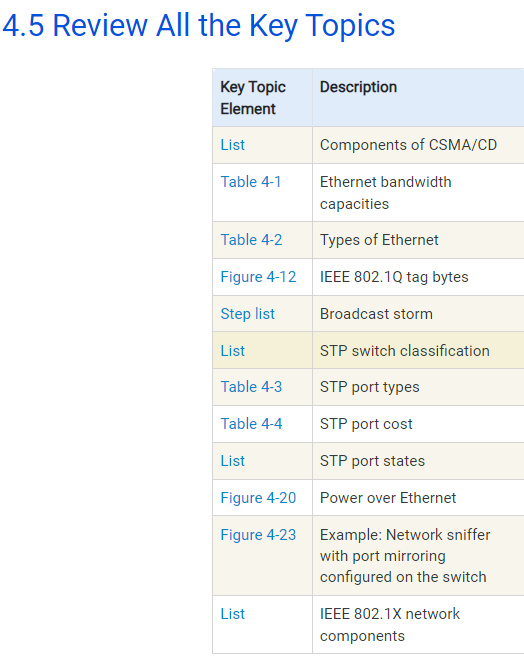 4.5 Review All the Key Topics
Key Topic Element Description
List Components of CSMA/CD
Table 4-1 Ethernet bandwidth capacities
Table 4-2 Types of Ethernet
Figure 4-12 IEEE 802.1Q tag bytes
Step list Broadcast storm
List STP switch classification
Table 4-3 STP port types
Table 4-4 STP port cost
List STP port states
Figure 4-20 Power over Ethernet
Figure 4-23 Example: Network sniffer with port mirroring configured on the switch
List IEEE 802.1X network components